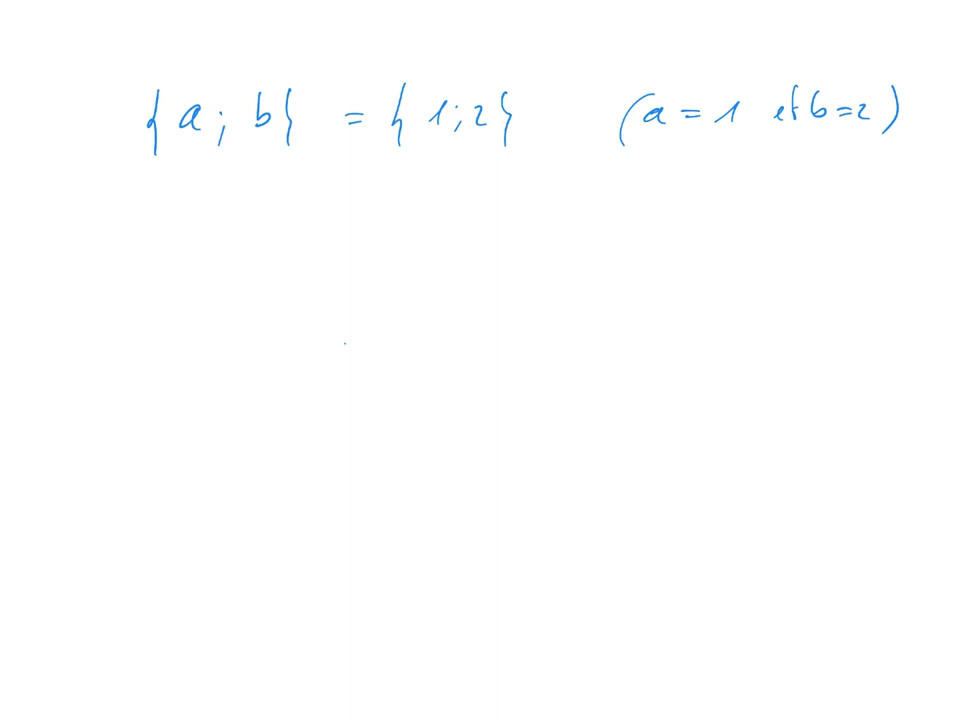 {a ; b} = {1 ; 2} (a = 1 et b = 2)